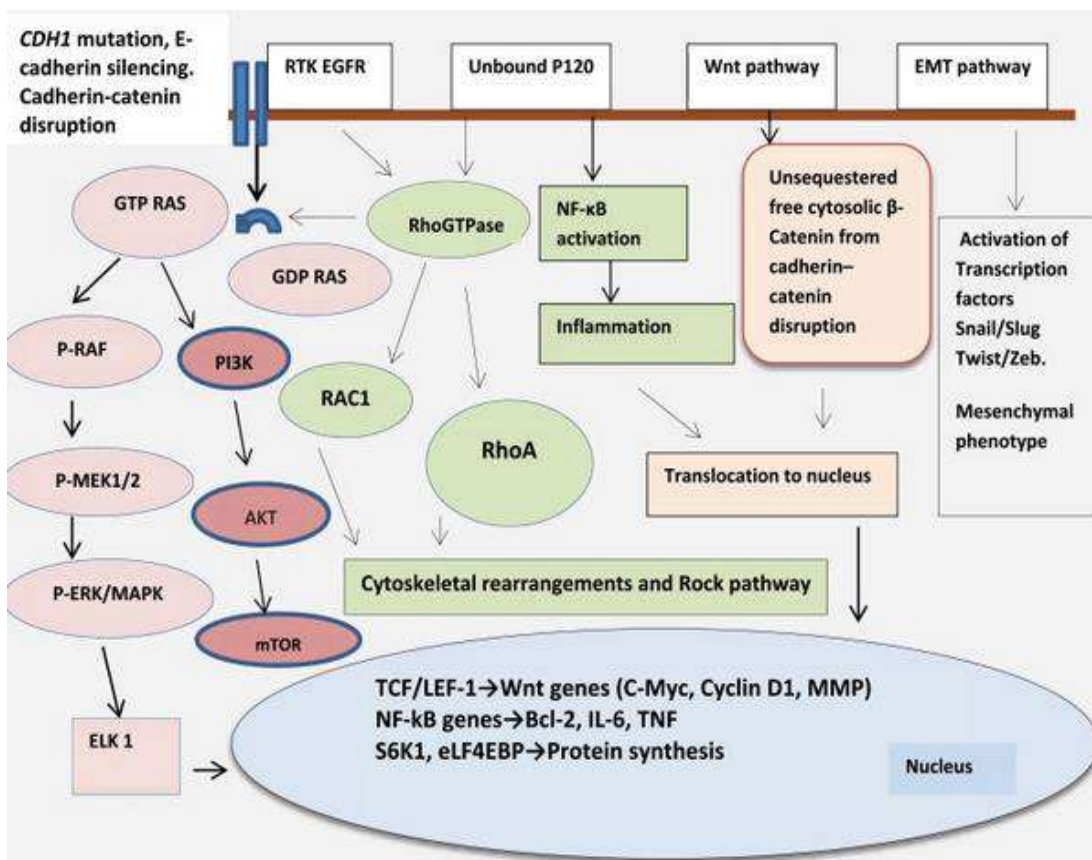 CDH1 mutation, E-
cadherin silencing.
Cadherin-catenin
disruption
RTK EGFR
Unbound P120
Wnt pathway
EMT pathway
GTP RAS
RhoGTPase
GDP RAS
NF-κB
activation
Unsequestered
free cytosolic β-
Catenin from
cadherin–
catenin
disruption
Activation of
Transcription
factors
Snail/Slug
Twist/Zeb.
Mesenchymal
phenotype
P-RAF
PI3K
Inflammation
RAC1
RhoA
P-MEK1/2
AKT
Translocation to nucleus
P-ERK/MAPK
mTOR
Cytoskeletal rearrangements and Rock pathway
ELK 1
TCF/LEF-1→Wnt genes (C-Myc, Cyclin D1, MMP)
NF-kB genes→Bcl-2, IL-6, TNF
S6K1, eLF4EBP→Protein synthesis
Nucleus